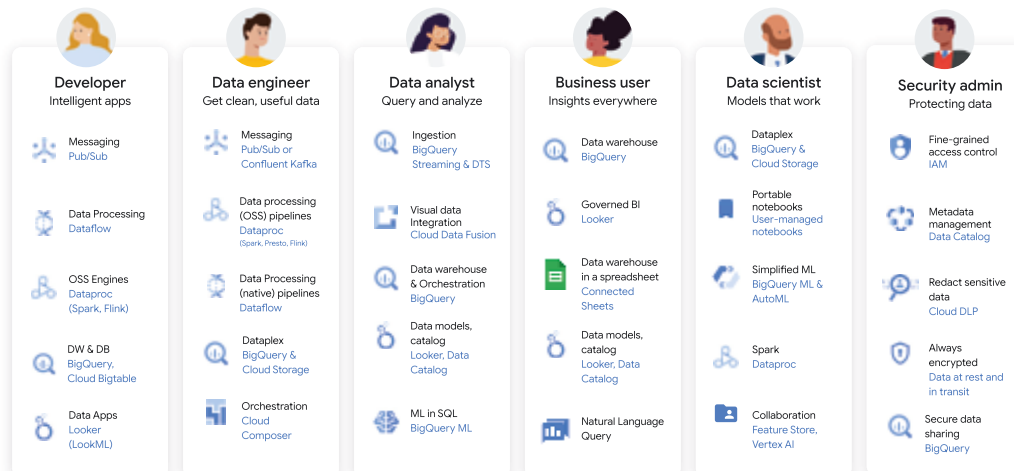 Developer
Intelligent apps
Messaging
Pub/Sub
Data Processing
Dataflow
OSS Engines
Dataproc
(Spark, Flink)
DW & DB
BigQuery,
Cloud Bigtable
Data Apps
Looker
(LookML)
Data engineer
Get clean, useful data
Messaging
Pub/Sub or
Confluent Kafka
Data processing
(OSS) pipelines
Dataproc
(Spark, Presto, Flink)
Data Processing
(native) pipelines
Dataflow
Dataplex
BigQuery &
Cloud Storage
Orchestration
Cloud
Composer
Data analyst
Query and analyze
Ingestion
BigQuery
Streaming & DTS
Visual data
Integration
Cloud Data Fusion
Data warehouse
& Orchestration
BigQuery
Data models,
catalog
Looker, Data
Catalog
ML in SQL
BigQuery ML
Business user
Insights everywhere
Data warehouse
BigQuery
Governed BI
Looker
Data warehouse
in a spreadsheet
Connected
Sheets
Data models,
catalog
Looker, Data
Catalog
Natural Language
Query
Data scientist
Models that work
Dataplex
BigQuery &
Cloud Storage
Portable
notebooks
User-managed
notebooks
Simplified ML
BigQuery ML &
AutoML
Spark
Dataproc
Collaboration
Feature Store,
Vertex AI
Security admin
Protecting data
Fine-grained
access control
IAM
Metadata
management
Data Catalog
Redact sensitive
data
Cloud DLP
Always
encrypted
Data at rest and
in transit
Secure data
sharing
BigQuery